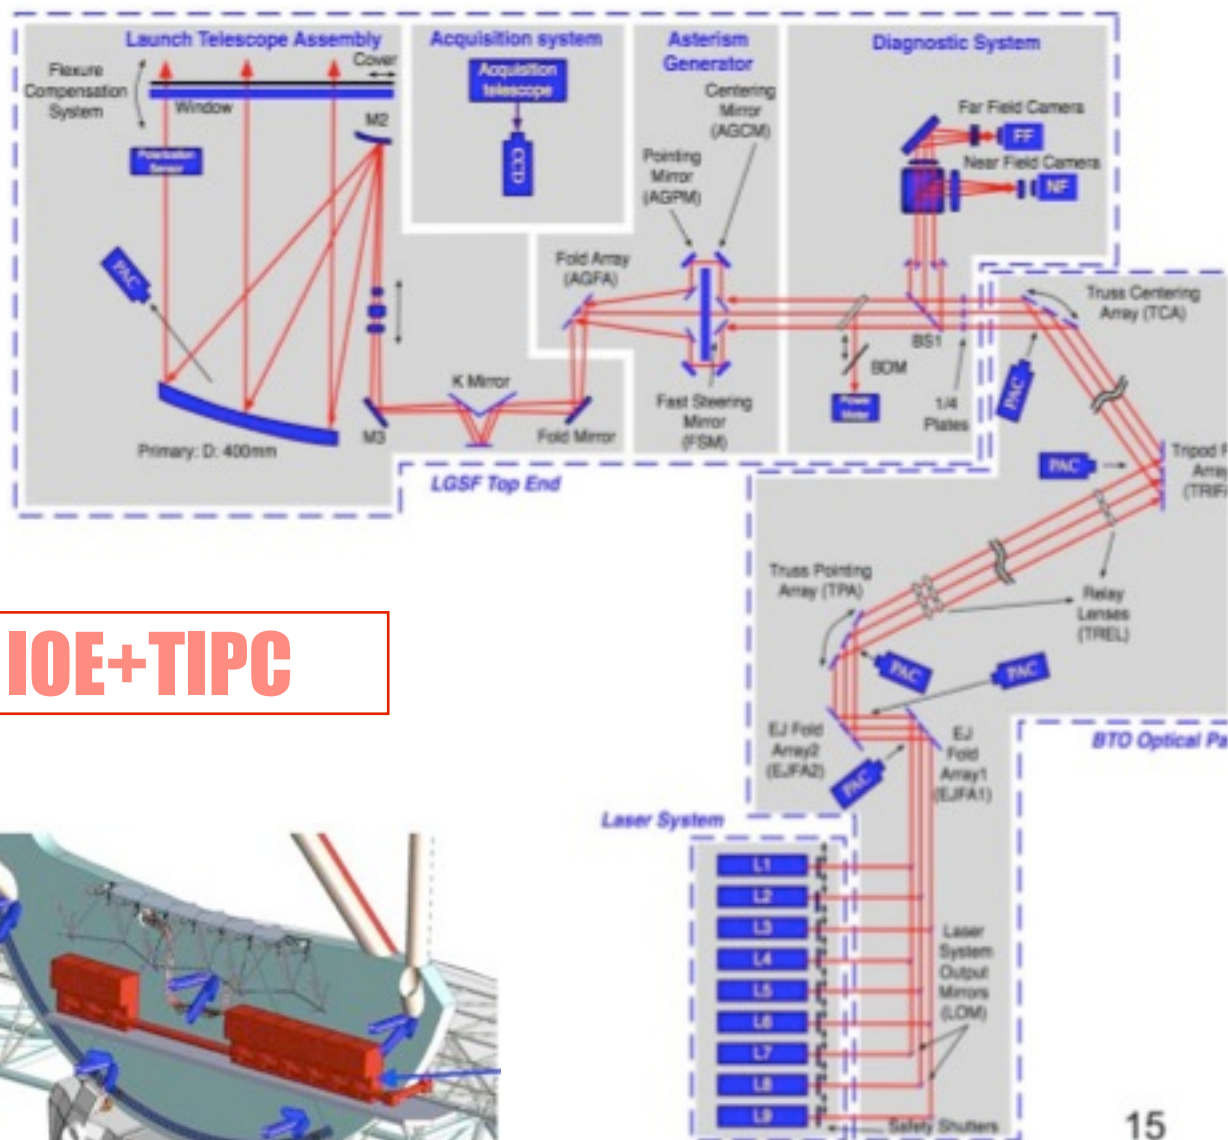 Launch Telescope Assembly
Flexure
Compensation
System
Cover
Window
M2
Polarization
Sensor
PAC
Primary: D: 400mm
M3
K Mirror
Fold Mirror
Acquisition system
Acquisition
telescope
CCD
Asterism
Generator
Centering
Mirror
(AGCM)
Pointing
Mirror
(AGPM)
Fold Array
(AGFA)
Fast Steering
Mirror
(FSM)
Diagnostic System
Far Field Camera
FF
Near Field Camera
NF
BS1
BDM
Power
Meter
1/4
Plates
LGSF Top End
Truss Centering
Array (TCA)
PAC
PAC
Tripod F
Array
(TRIF
Truss Pointing
Array (TPA)
Relay
Lenses
(TREL)
PAC
PAC
EJ Fold
Array2
(EJFA2)
PAC
EJ
Fold
Array1
(EJFA1)
BTO Optical Pa
IOE+TIPC
Laser System
L1
L2
L3
L4
L5
L6
L7
L8
L9
Laser
System
Output
Mirrors
(LOM)
Safety Shutters
15